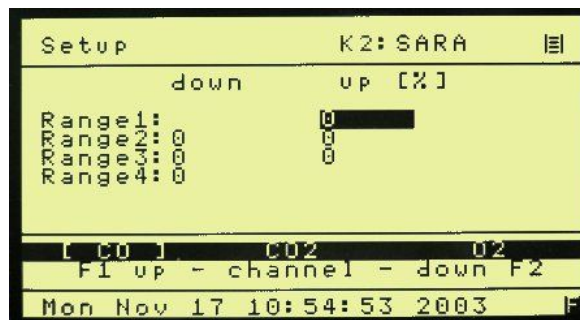 Setup K2:SARA
down up [%]
Range1: 0
Range2:0 0
Range3:0 0
Range4:0
[ CO ] CO2 O2
F1 up - channel - down F2
Mon Nov 17 10:54:53 2003